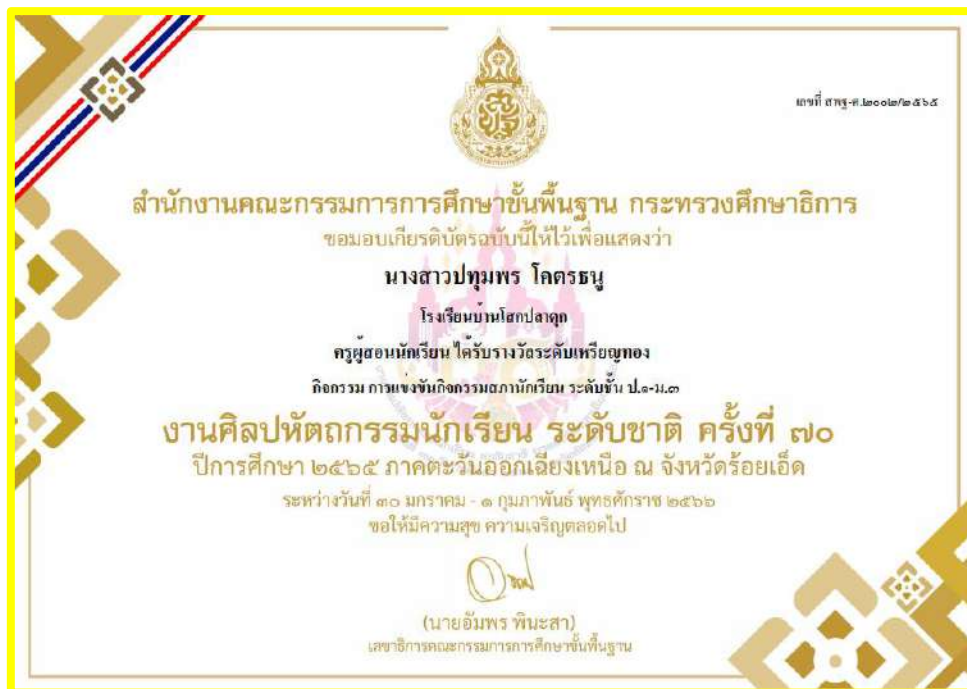 เลขที่ สพฐ-ศ.๒๐๐๒/๒๕๖๕
สำนักงานคณะกรรมการการศึกษาขั้นพื้นฐาน กระทรวงศึกษาธิการ
ขอมอบเกียรติบัตรฉบับนี้ให้ไว้เพื่อแสดงว่า
นางสาวปทุมพร โคตรธนู
โรงเรียนบ้านโสกปลาดุก
ครูผู้สอนนักเรียน ได้รับรางวัลระดับเหรียญทอง
กิจกรรม การแข่งขันกิจกรรมสภานักเรียน ระดับชั้น ป.๑-ม.๓
งานศิลปหัตถกรรมนักเรียน ระดับชาติ ครั้งที่ ๗๐
ปีการศึกษา ๒๕๖๕ ภาคตะวันออกเฉียงเหนือ ณ จังหวัดร้อยเอ็ด
ระหว่างวันที่ ๓๐ มกราคม - ๑ กุมภาพันธ์ พุทธศักราช ๒๕๖๖
ขอให้มีความสุข ความเจริญตลอดไป
(นายอัมพร พินะสา)
เลขาธิการคณะกรรมการการศึกษาขั้นพื้นฐาน